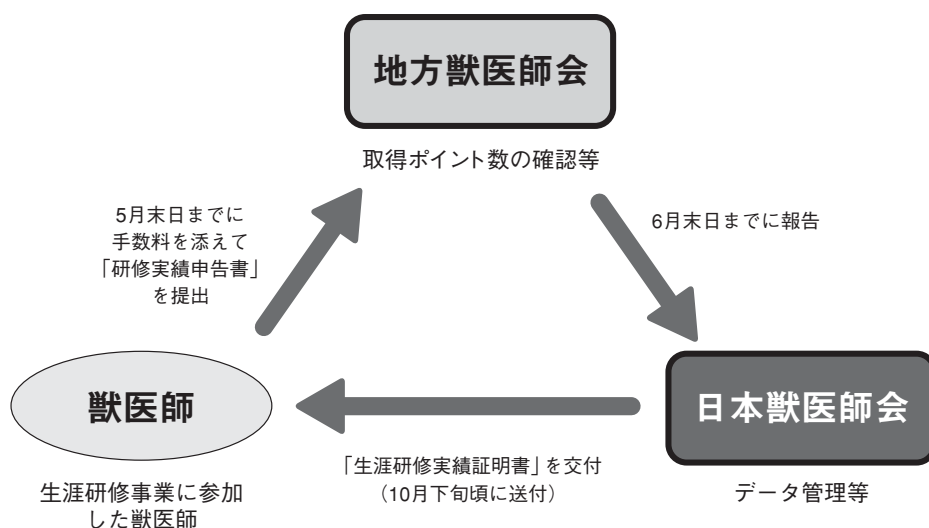 地方獣医師会
取得ポイント数の確認等
5月末日までに
手数料を添えて
「研修実績申告書」
を提出
6月末日までに報告
獣医師
日本獣医師会
「生涯研修実績証明書」を交付
（10月下旬頃に送付）
生涯研修事業に参加
した獣医師
データ管理等